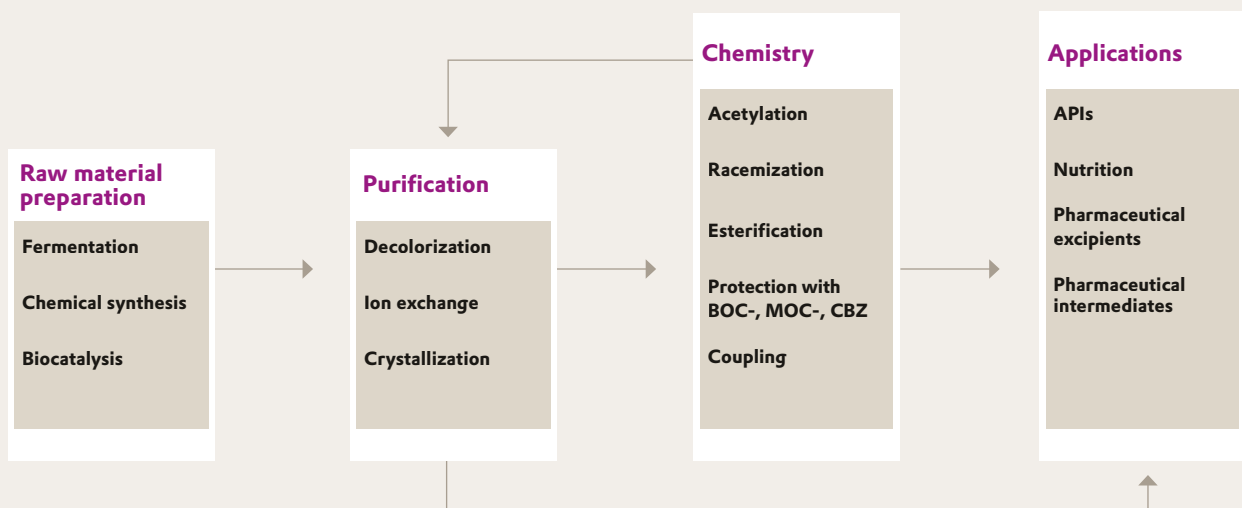 Raw material
preparation
Fermentation
Chemical synthesis
Biocatalysis
Purification
Decolorization
Ion exchange
Crystallization
Chemistry
Acetylation
Racemization
Esterification
Protection with
BOC-, MOC-, CBZ
Coupling
Applications
APIs
Nutrition
Pharmaceutical
excipients
Pharmaceutical
intermediates